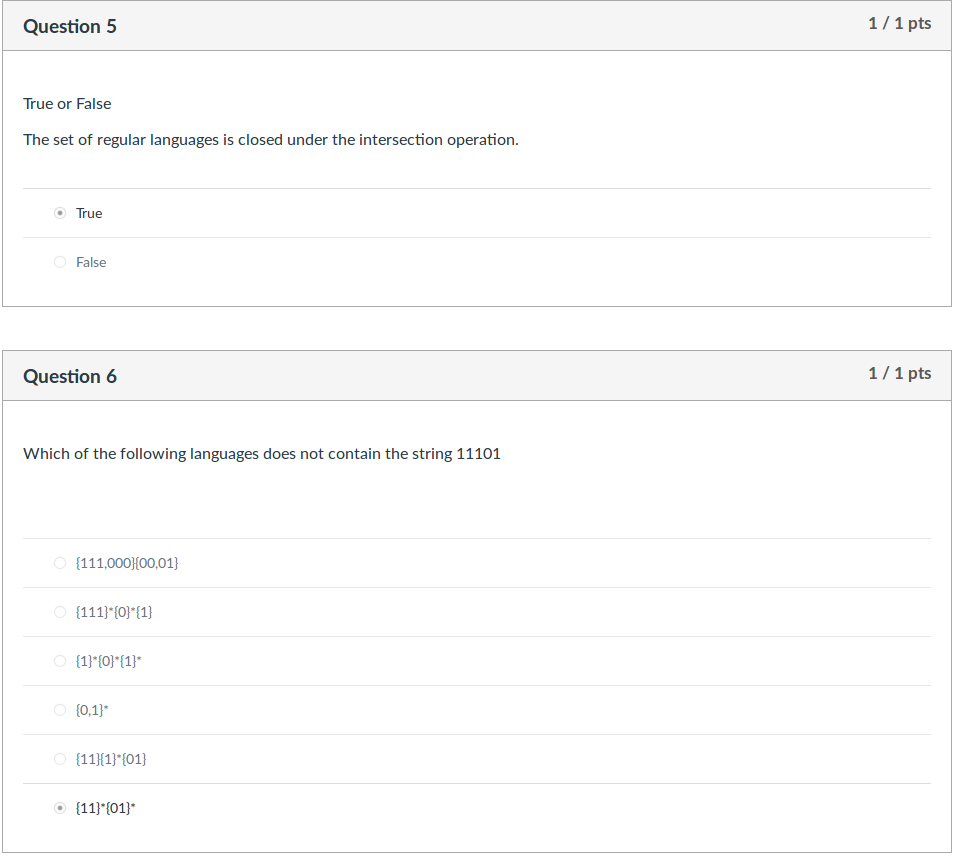 Question 5
1 / 1 pts
True or False
The set of regular languages is closed under the intersection operation.
True
False
Question 6
1 / 1 pts
Which of the following languages does not contain the string 11101
{111,000}{00,01}
{111}*{0}*{1}
{1}*{0}*{1}*
{0,1}*
{11}{1}*{01}
{11}*{01}*